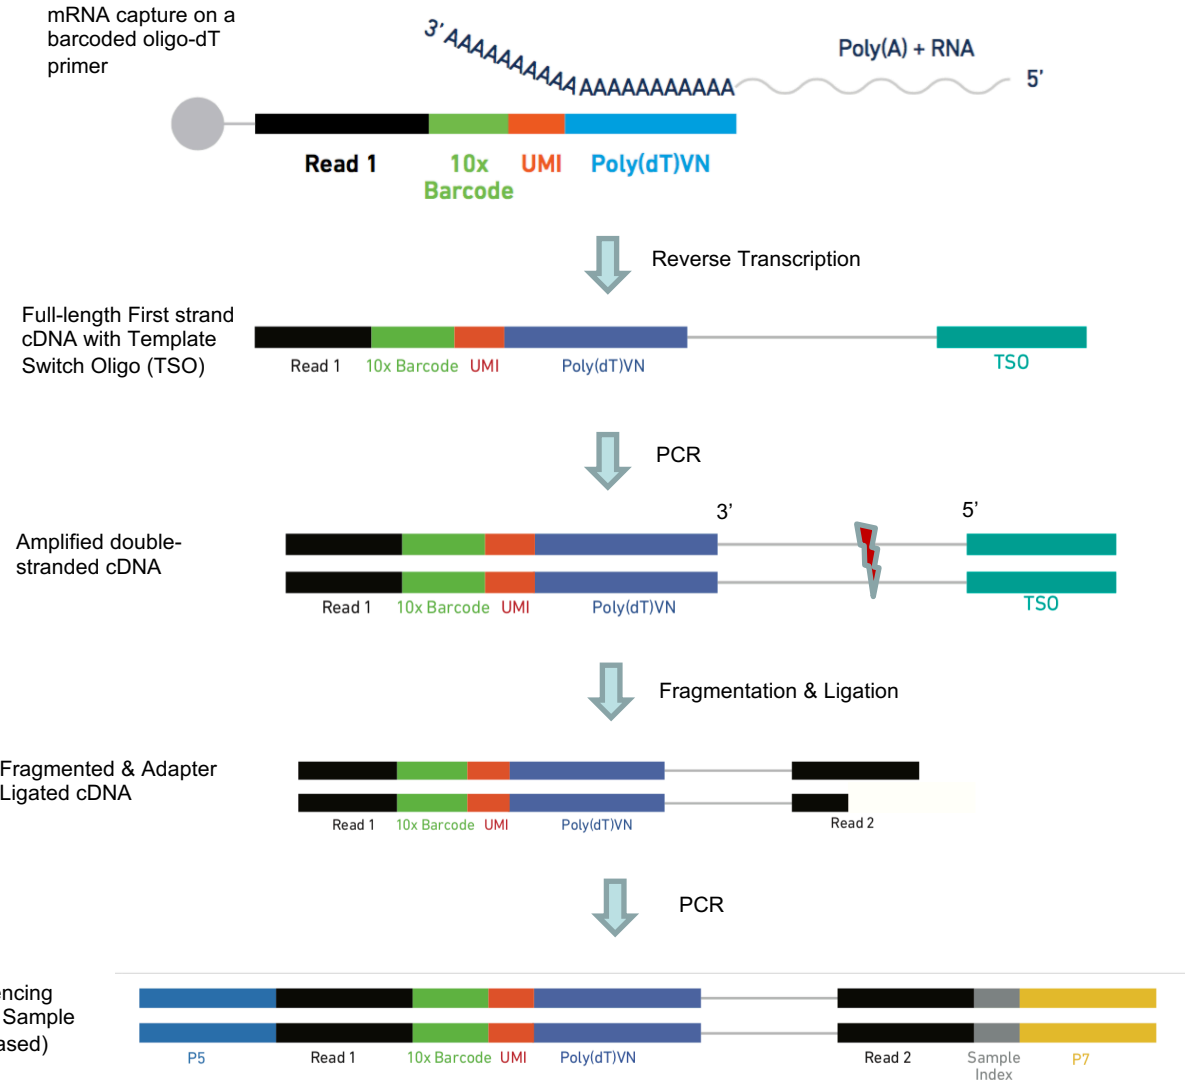 mRNA capture on a
barcoded oligo-dT
primer
3’ AAAAAAAAAAAAAAAAAAAAA
Poly(A) + RNA
5’
Read 1
10x
Barcode
UMI
Poly(dT)VN
Reverse Transcription
Full-length First strand
cDNA with Template
Switch Oligo (TSO)
Read 1
10x Barcode
UMI
Poly(dT)VN
TSO
PCR
3’
5’
Amplified double-
stranded cDNA
Read 1
10x Barcode
UMI
Poly(dT)VN
TSO
Fragmentation & Ligation
Fragmented & Adapter
Ligated cDNA
Read 1
10x Barcode
UMI
Poly(dT)VN
Read 2
PCR
encing
Sample
ased)
P5
Read 1
10x Barcode
UMI
Poly(dT)VN
Read 2
Sample
Index
P7